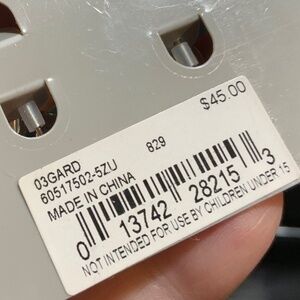 $45.00
03GARD 829
60517502-5ZU
MADE IN CHINA
0 13742 28215 3
NOT INTENDED FOR USE BY CHILDREN UNDER 15